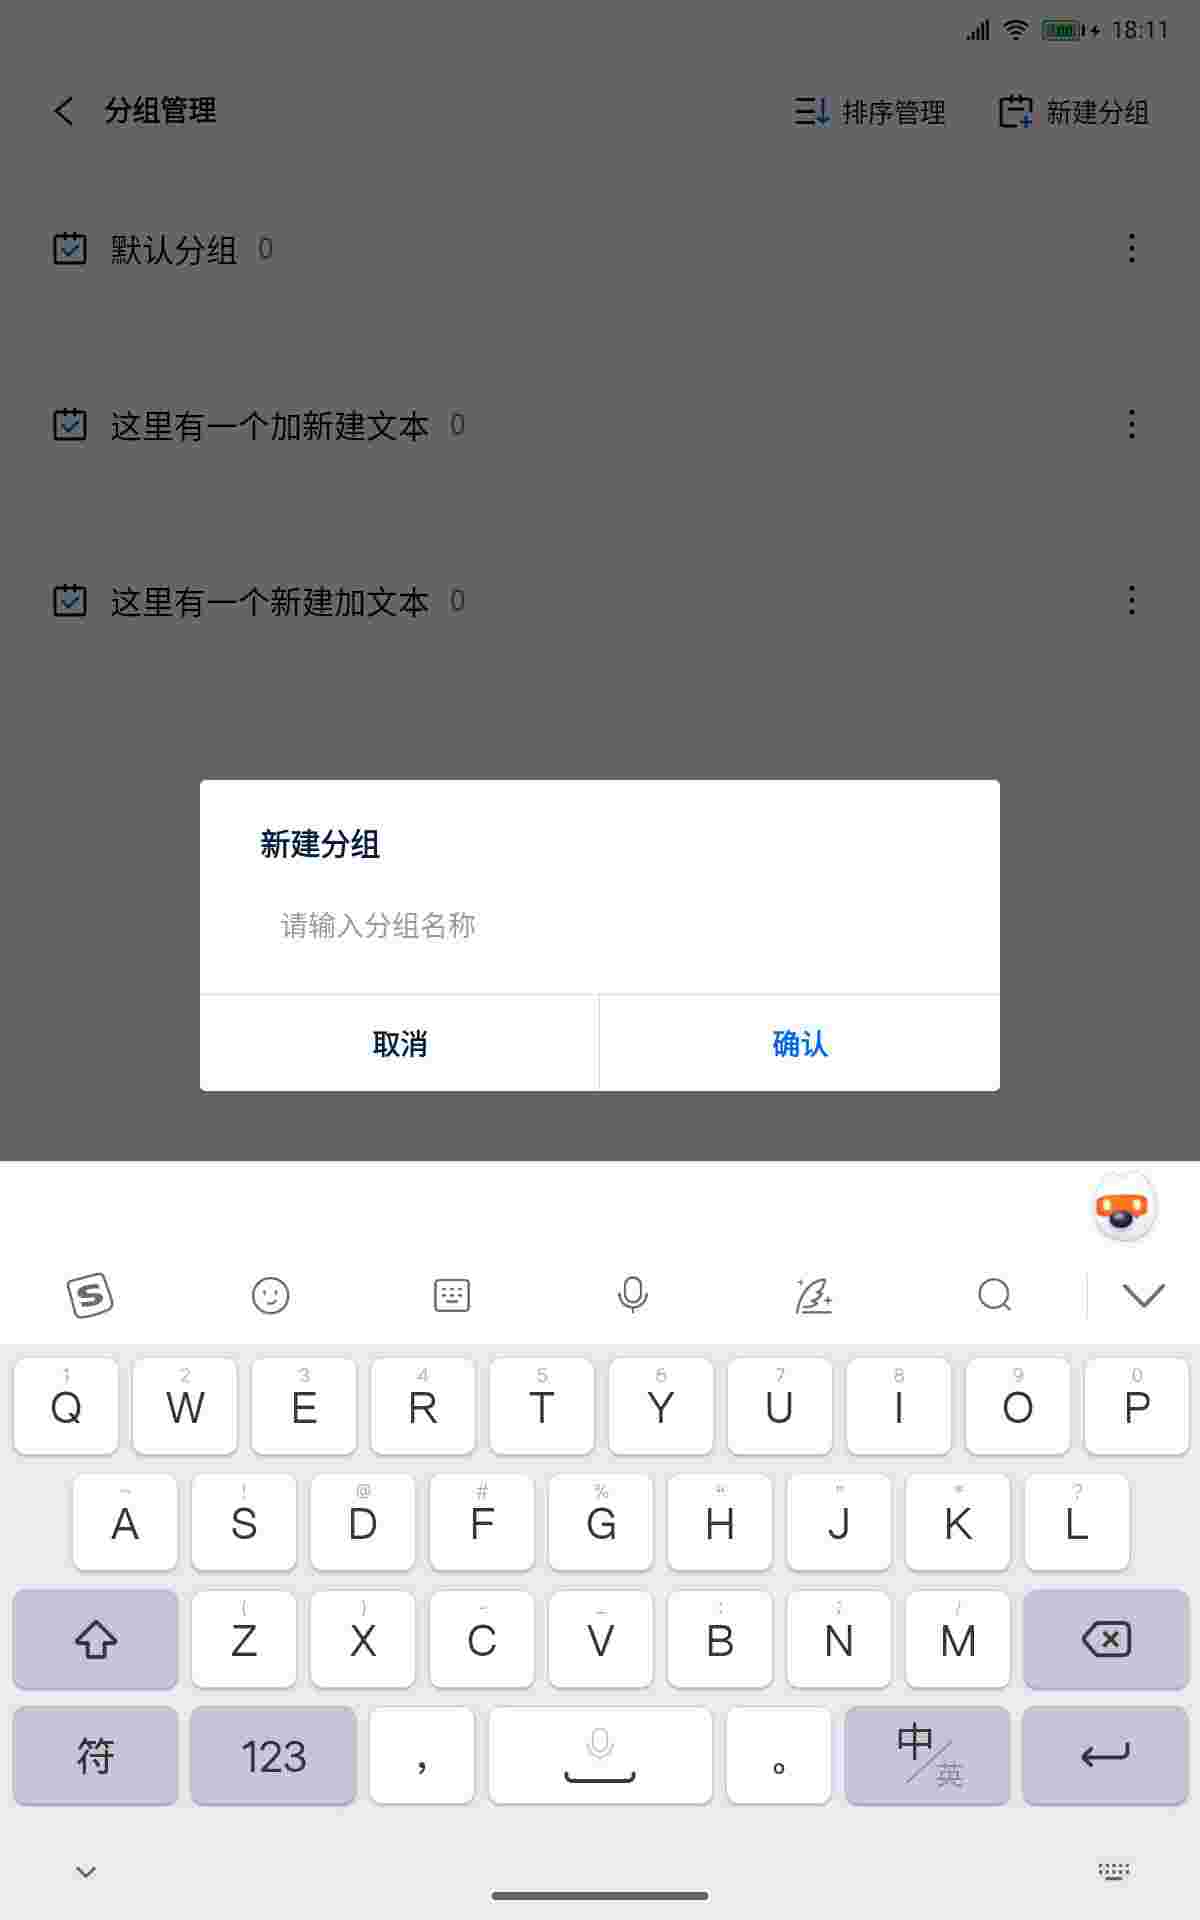 18:11
分组管理 排序管理 新建分组
默认分组 0
这里有一个加新建文本 0
这里有一个新建加文本 0
新建分组
请输入分组名称
取消 确认
1 2 3 4 5 6 7 8 9 0
Q W E R T Y U I O P
~ ! @ # % “ ” * ?
A S D F G H J K L
( ) - _ : ; /
Z X C V B N M
符 123 , 。 中/英